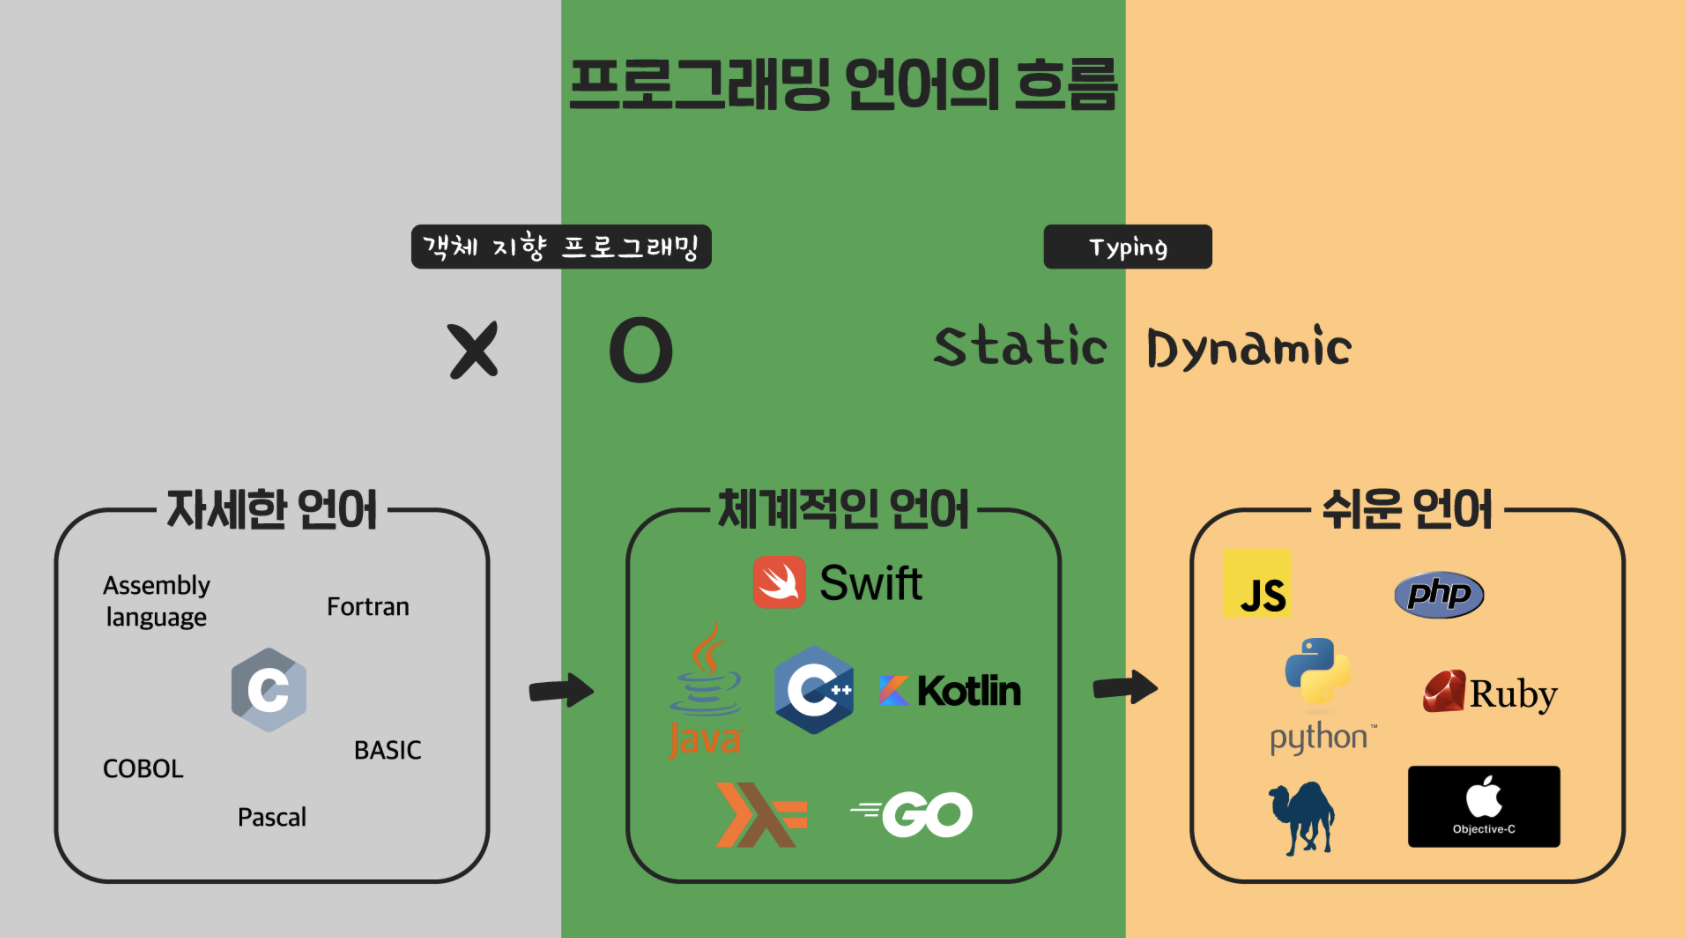 프로그래밍 언어의 흐름
객체 지향 프로그래밍
Typing
X
O
Static
Dynamic
자세한 언어
Assembly
language
Fortran
C
BASIC
COBOL
Pascal
체계적인 언어
Swift
Java
C++
Kotlin
GO
쉬운 언어
JS
php
python™
Ruby
Objective-C